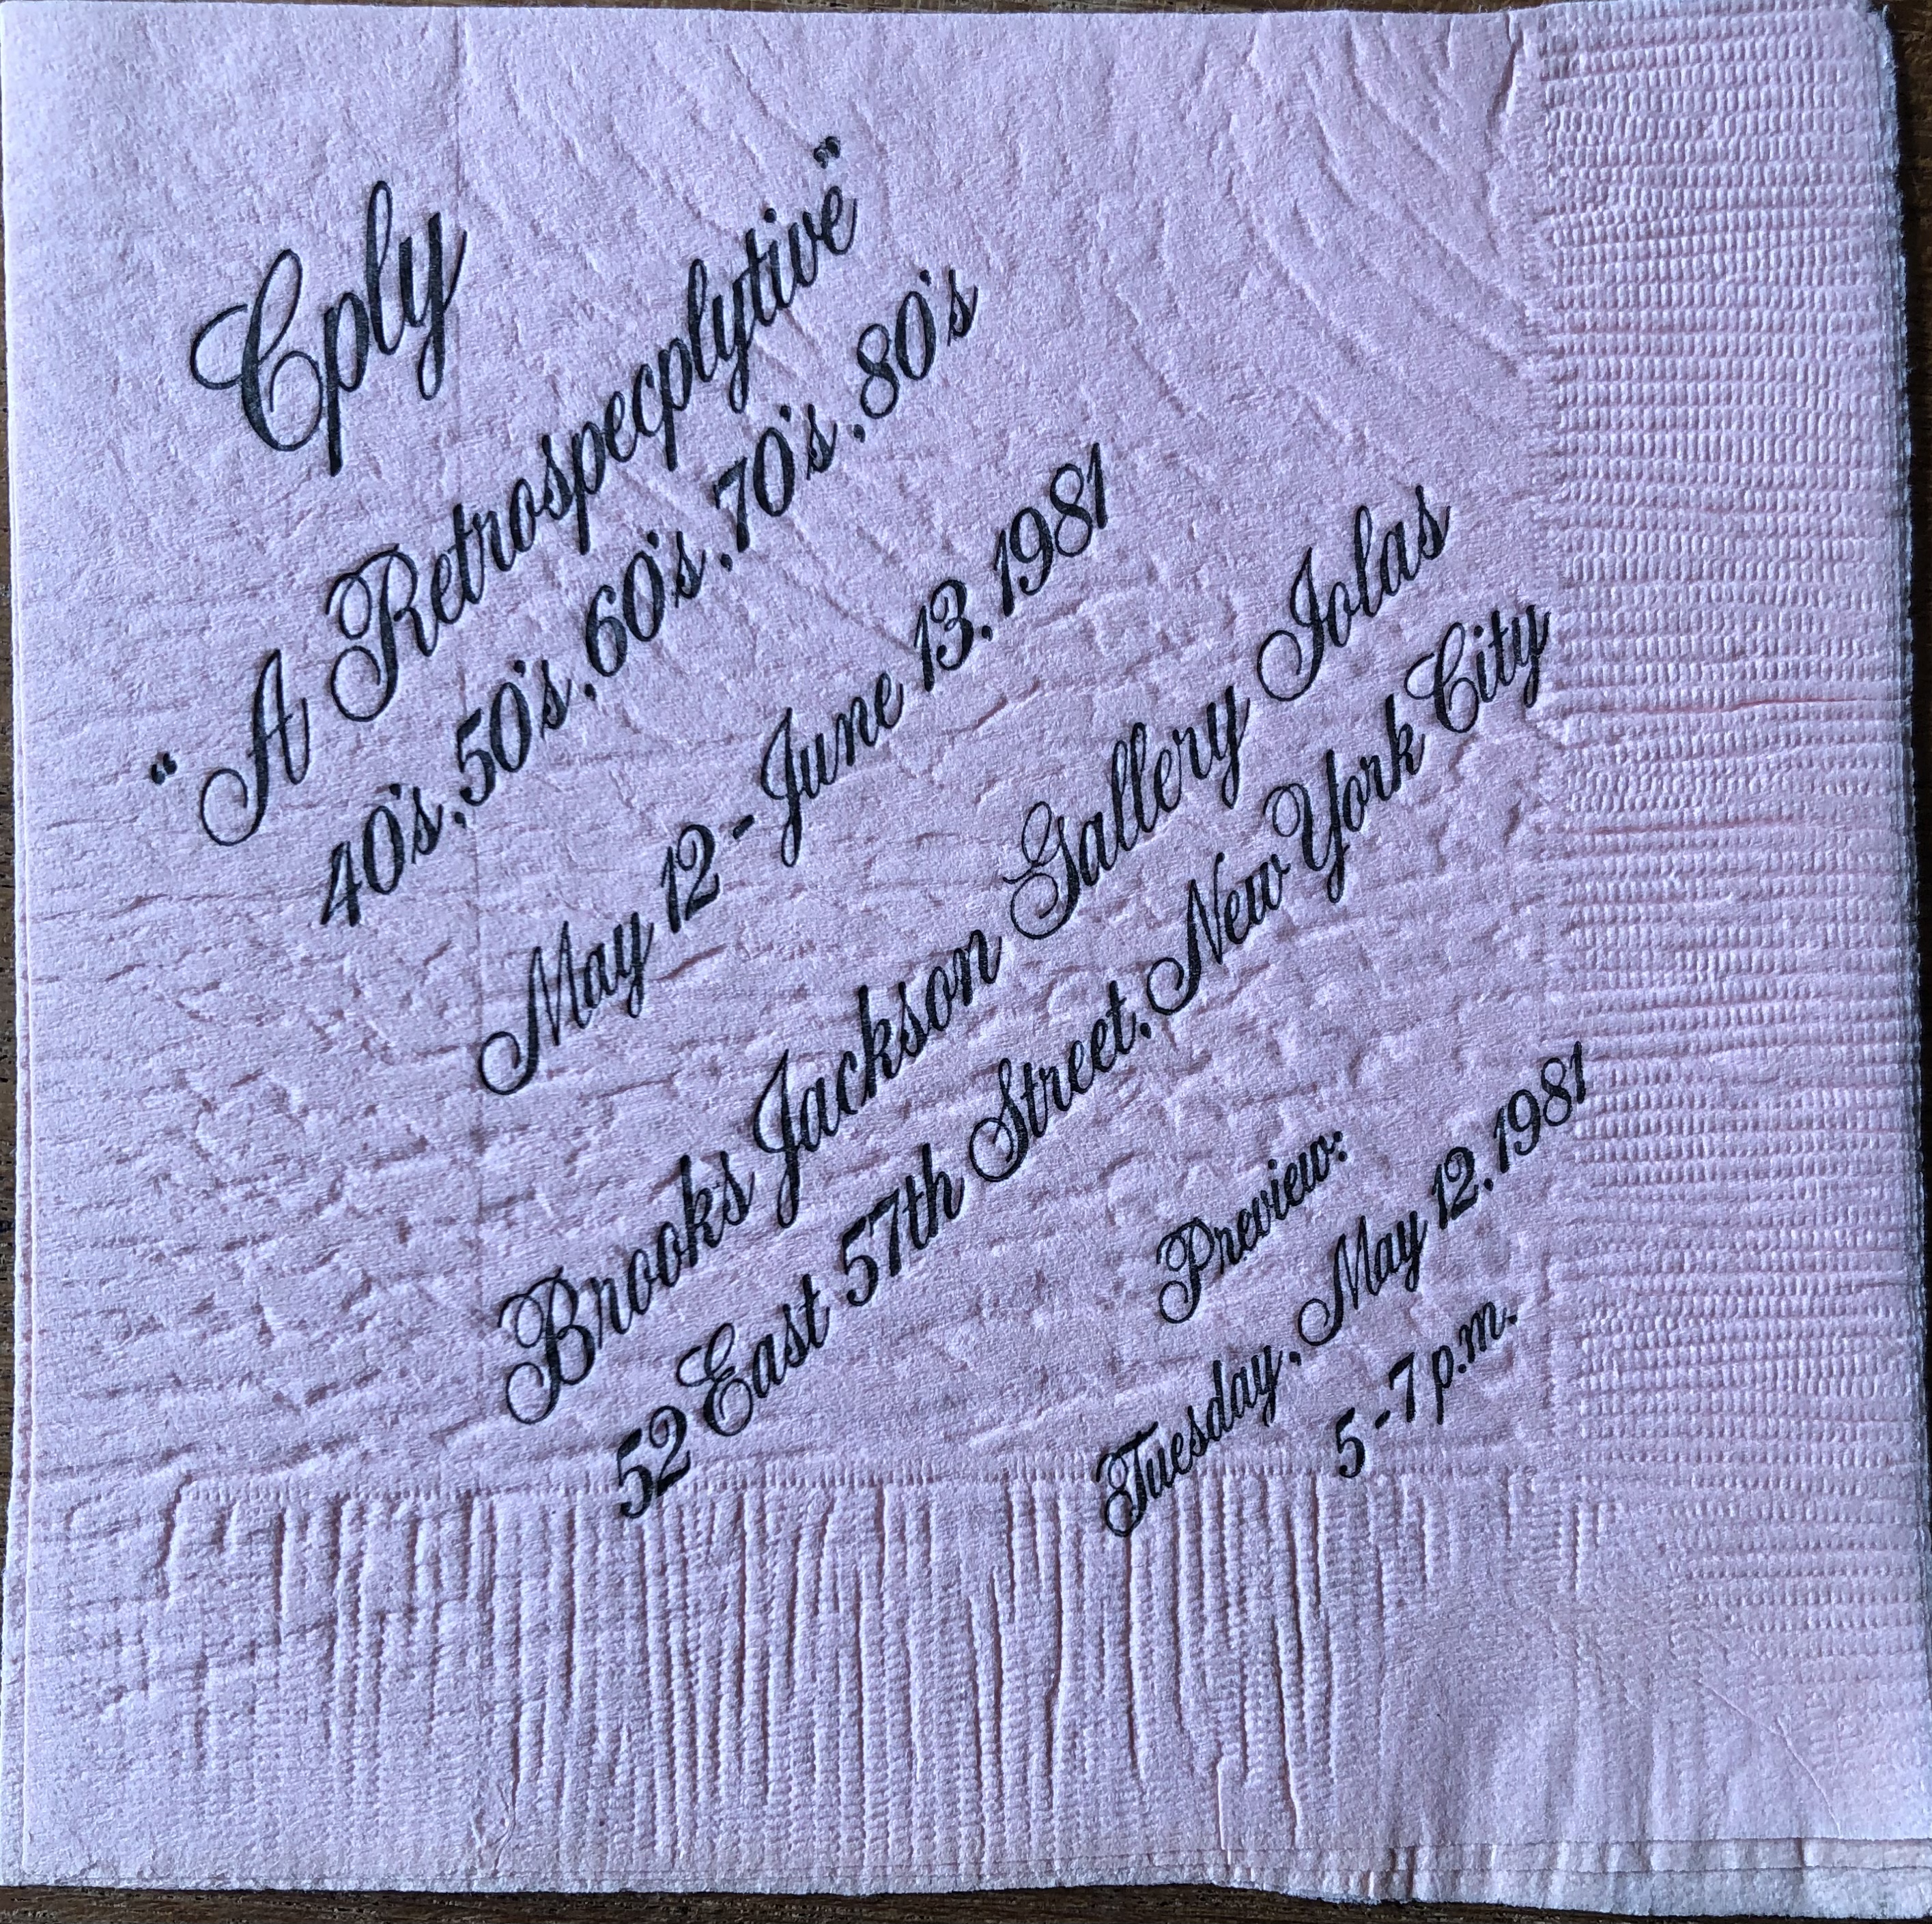 Cply
"A Retrospecplytive"
40's, 50's, 60's, 70's, 80's
May 12 - June 13, 1981
Brooks Jackson Gallery Iolas
52 East 57th Street, New York City
Preview:
Tuesday, May 12, 1981
5 - 7 p.m.